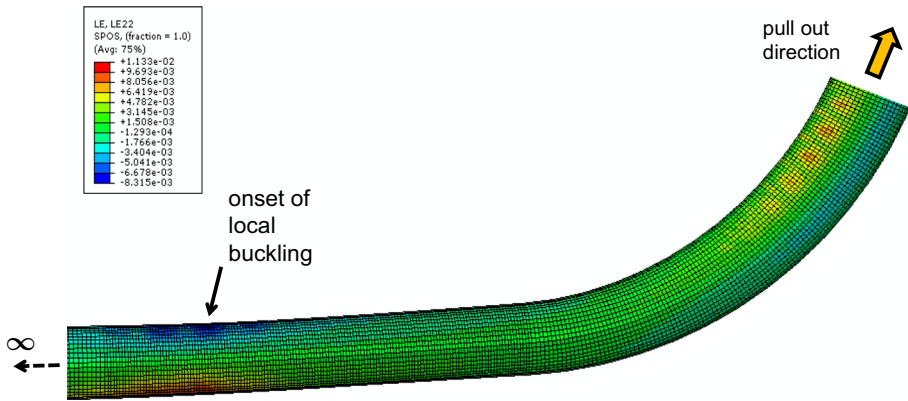 LE, LE22
SPOS, (fraction = 1.0)
(Avg: 75%)
+1.133e-02
+9.693e-03
+8.056e-03
+6.419e-03
+4.782e-03
+3.145e-03
+1.508e-03
-1.293e-04
-1.766e-03
-3.404e-03
-5.041e-03
-6.678e-03
-8.315e-03
pull out
direction
onset of
local
buckling
∞